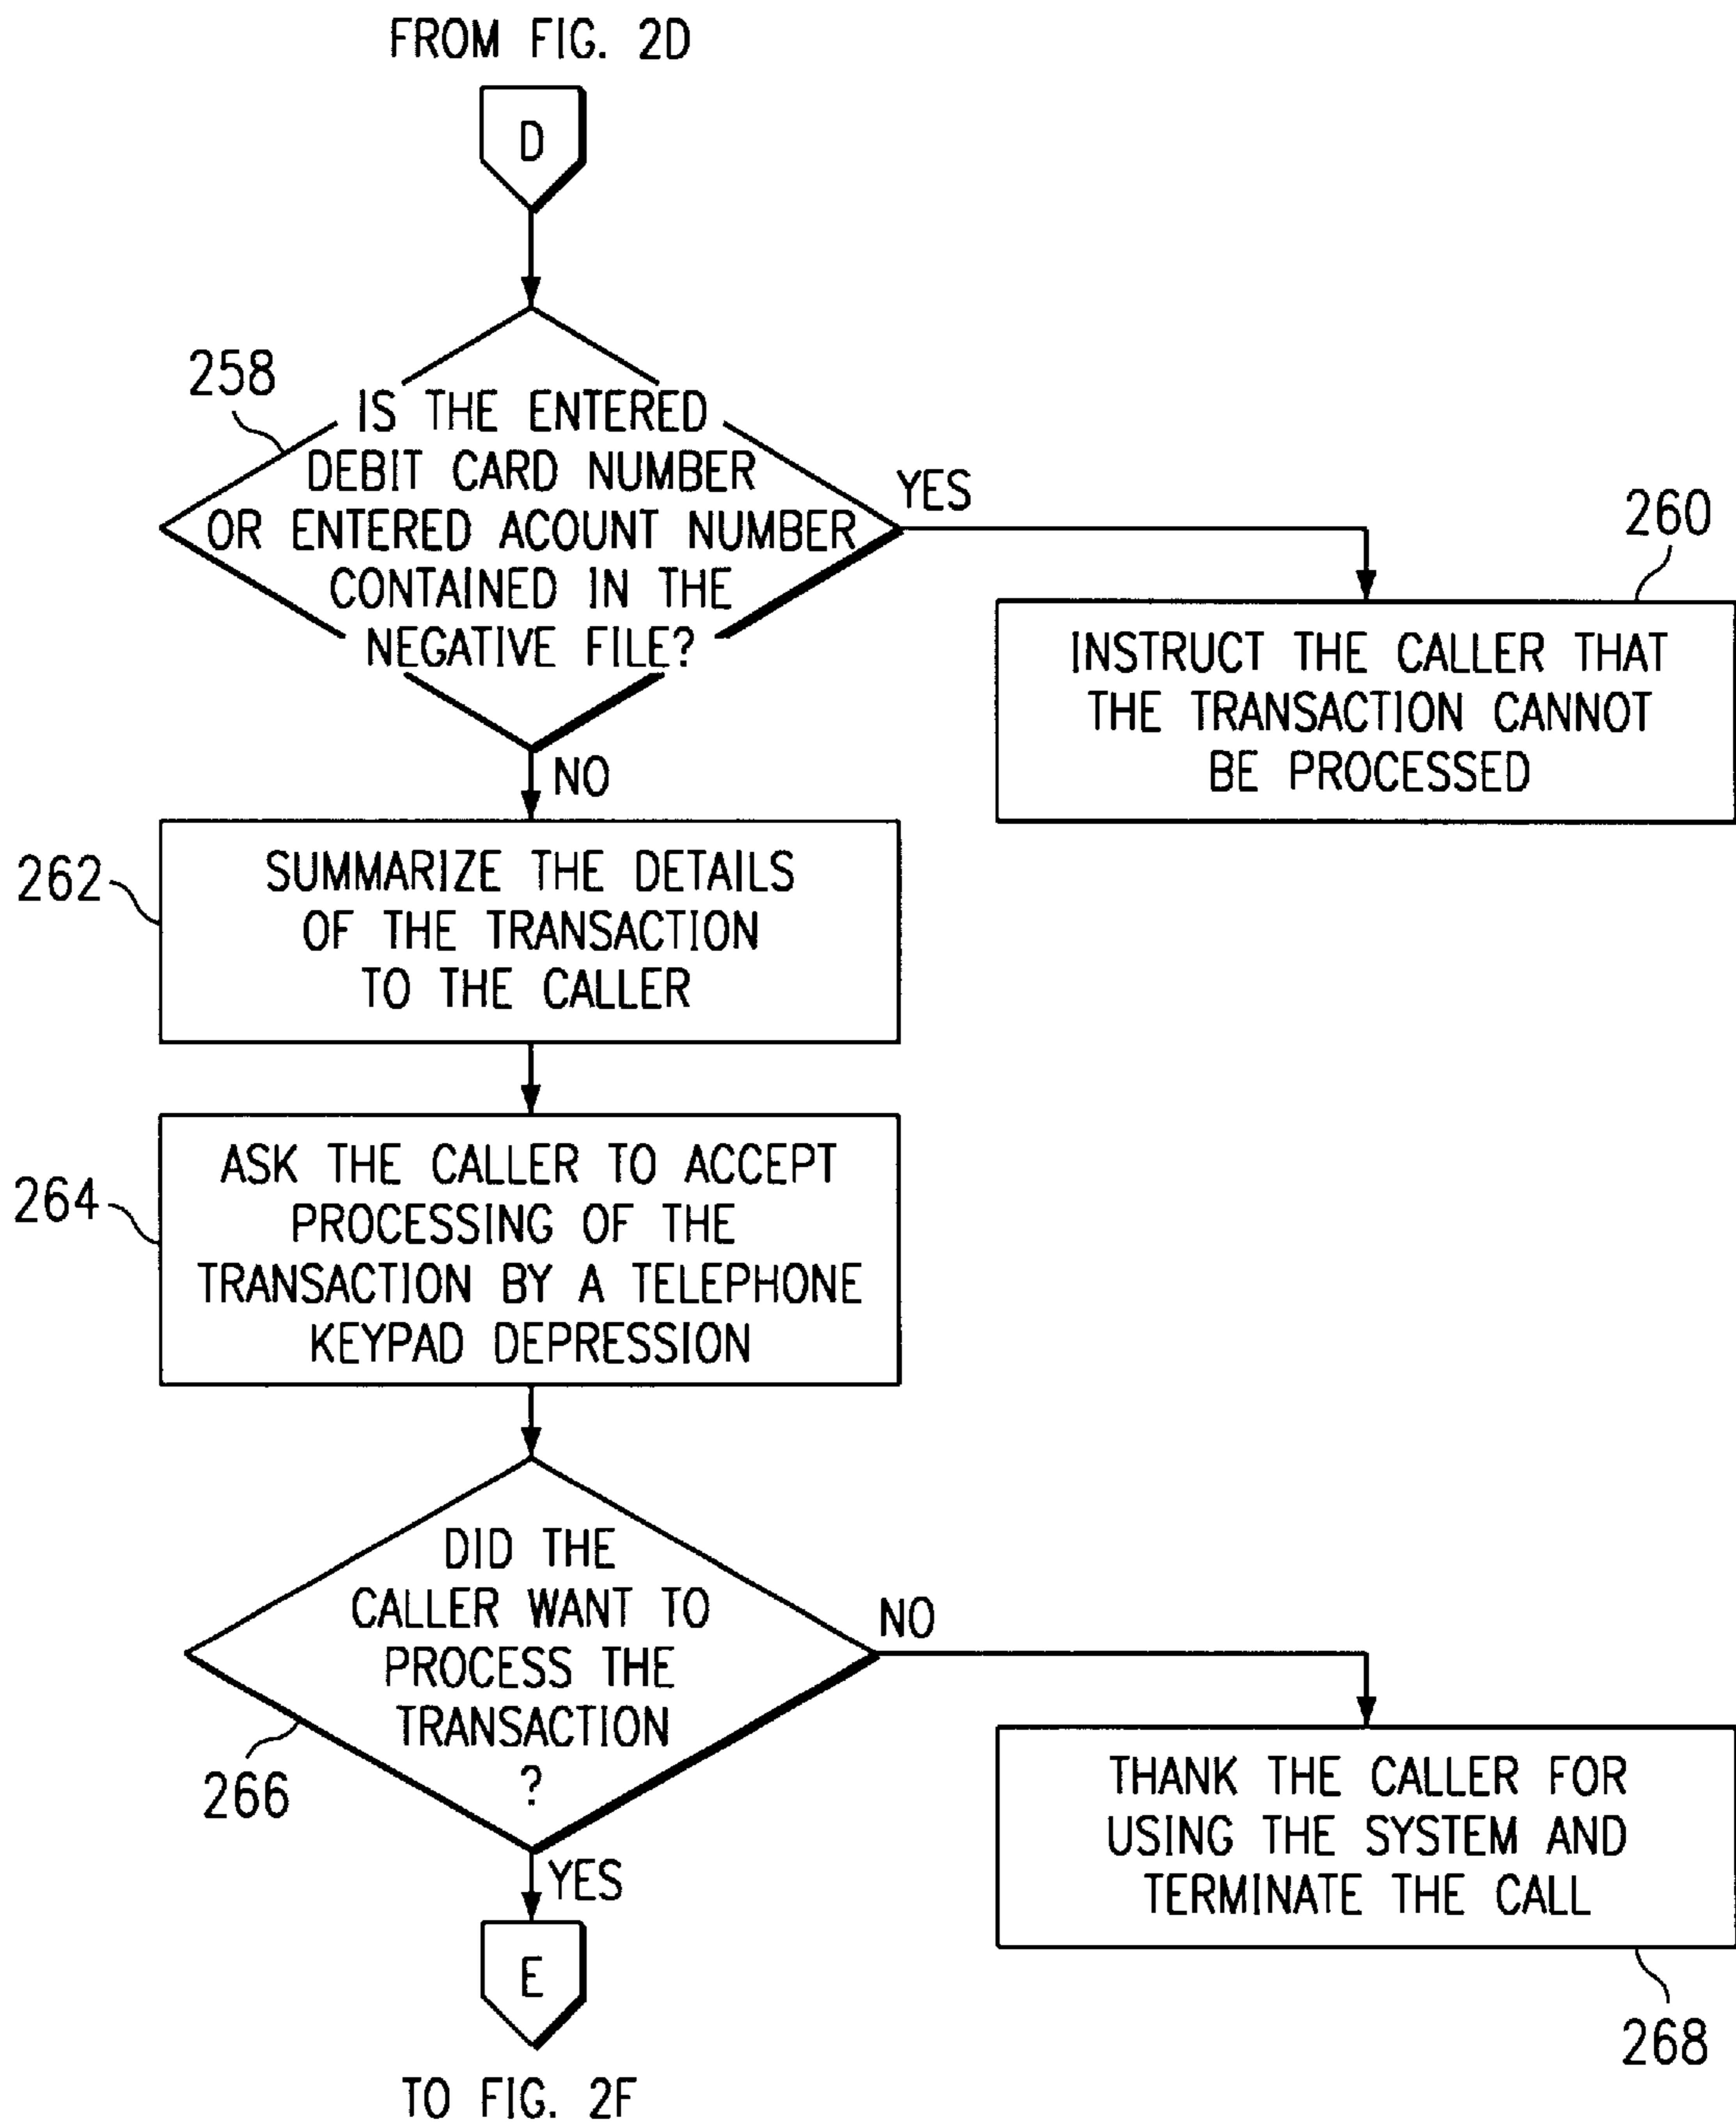 FROM FIG. 2D
D
258
IS THE ENTERED
DEBIT CARD NUMBER
OR ENTERED ACOUNT NUMBER
CONTAINED IN THE
NEGATIVE FILE?
YES
260
INSTRUCT THE CALLER THAT
THE TRANSACTION CANNOT
BE PROCESSED
NO
262
SUMMARIZE THE DETAILS
OF THE TRANSACTION
TO THE CALLER
264
ASK THE CALLER TO ACCEPT
PROCESSING OF THE
TRANSACTION BY A TELEPHONE
KEYPAD DEPRESSION
DID THE
CALLER WANT TO
PROCESS THE
TRANSACTION
?
266
NO
THANK THE CALLER FOR
USING THE SYSTEM AND
TERMINATE THE CALL
268
YES
E
TO FIG. 2F